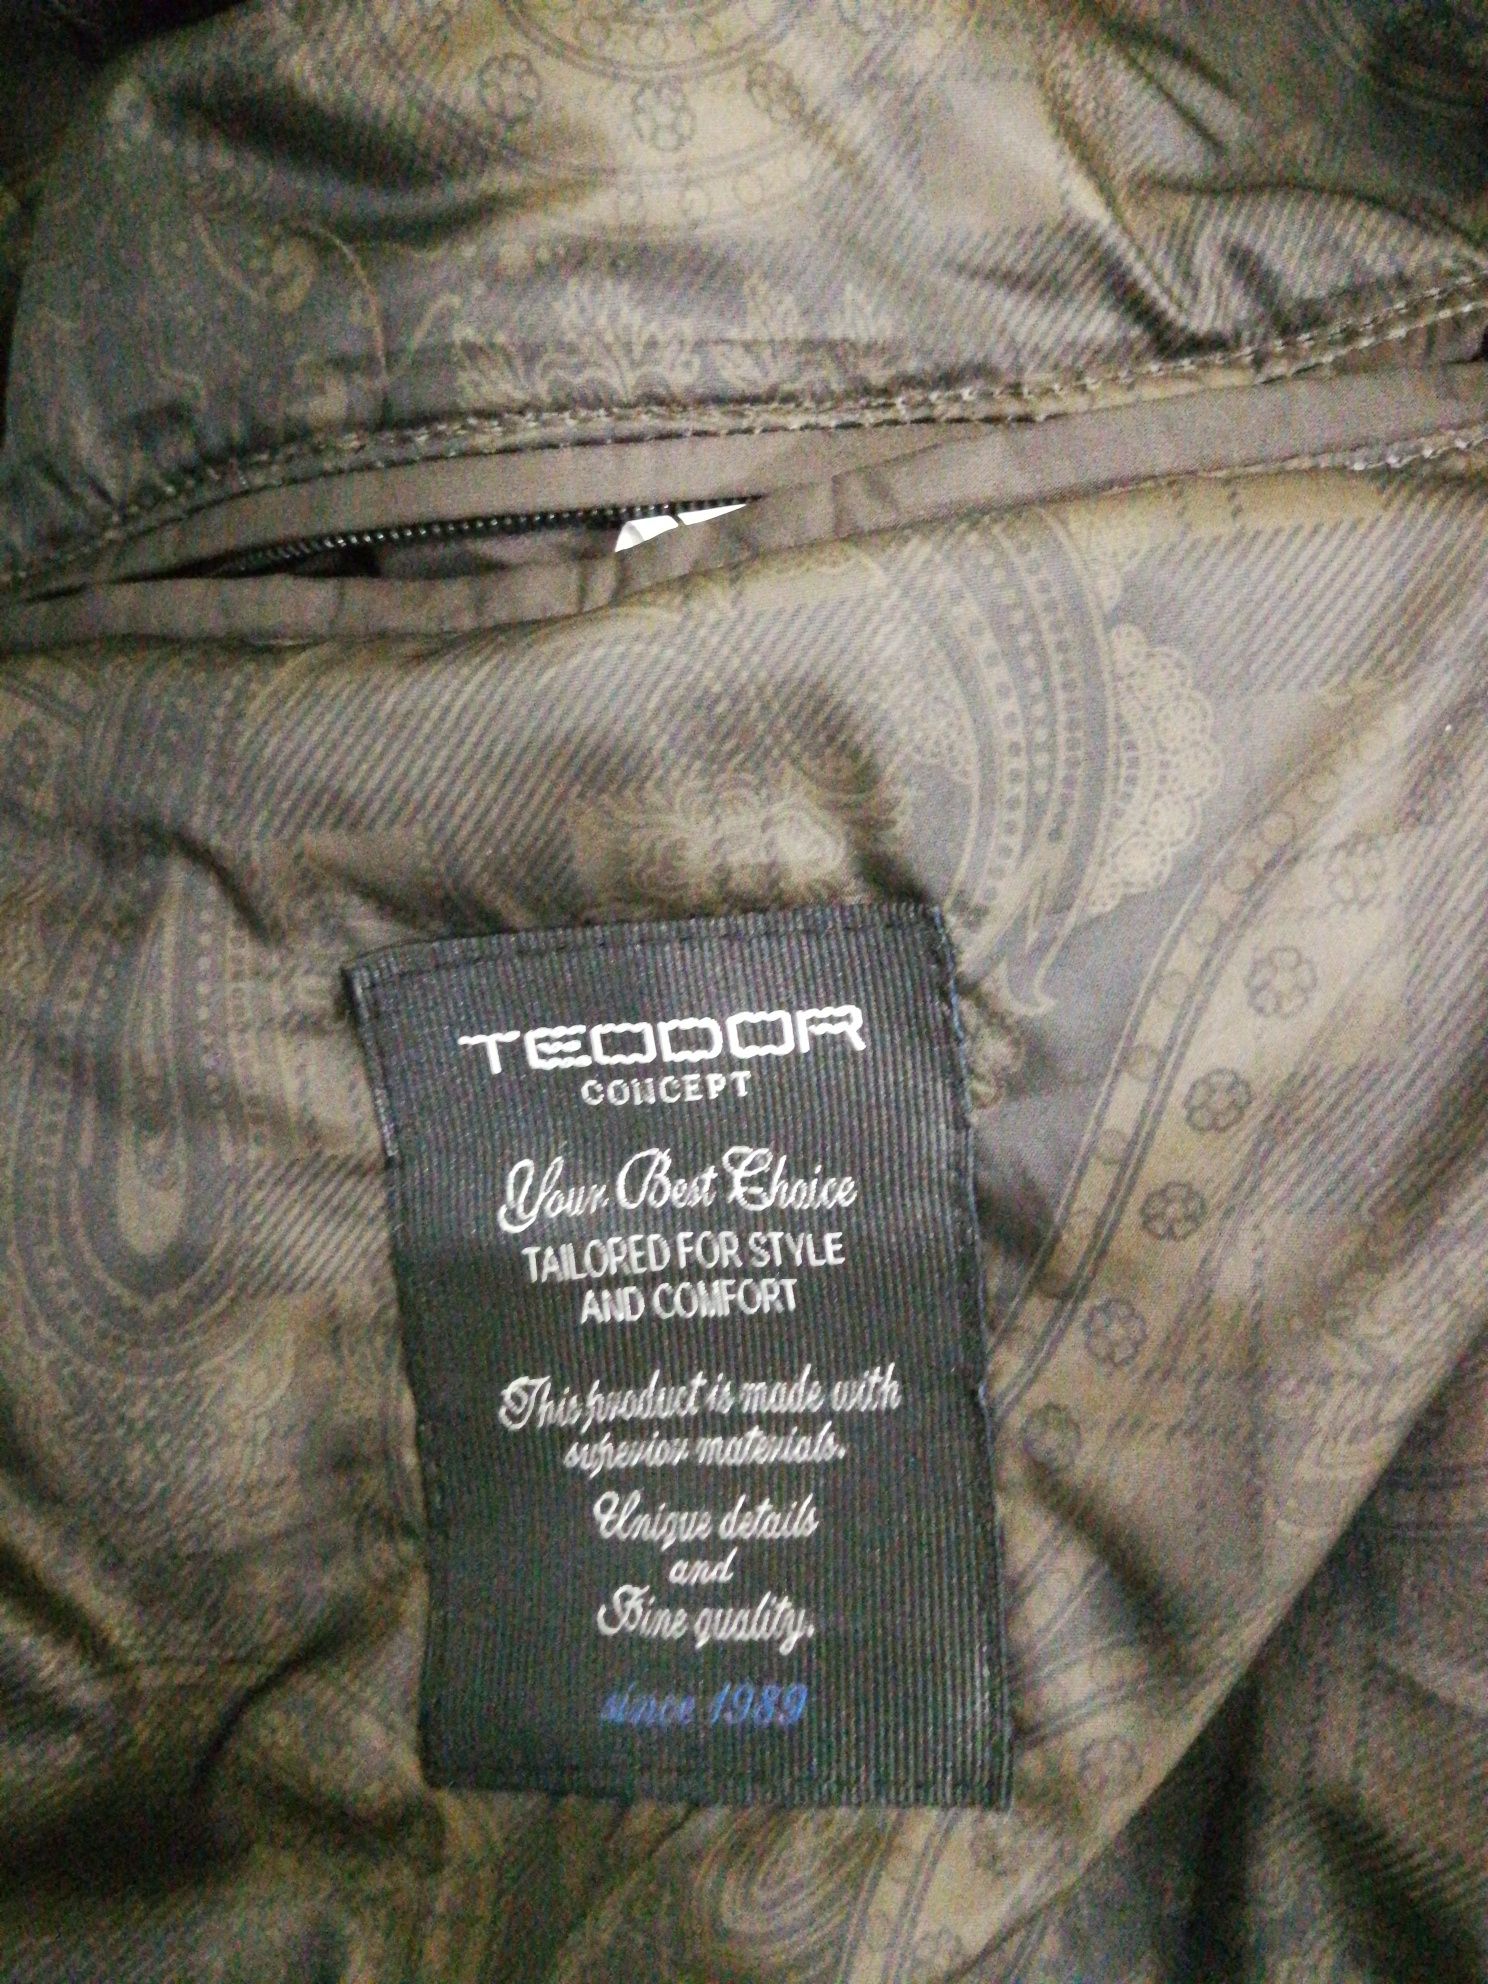 TEODOR
CONCEPT
Your Best Choice
TAILORED FOR STYLE
AND COMFORT
This product is made with
superior materials.
Unique details
and
Fine quality.
since 1989